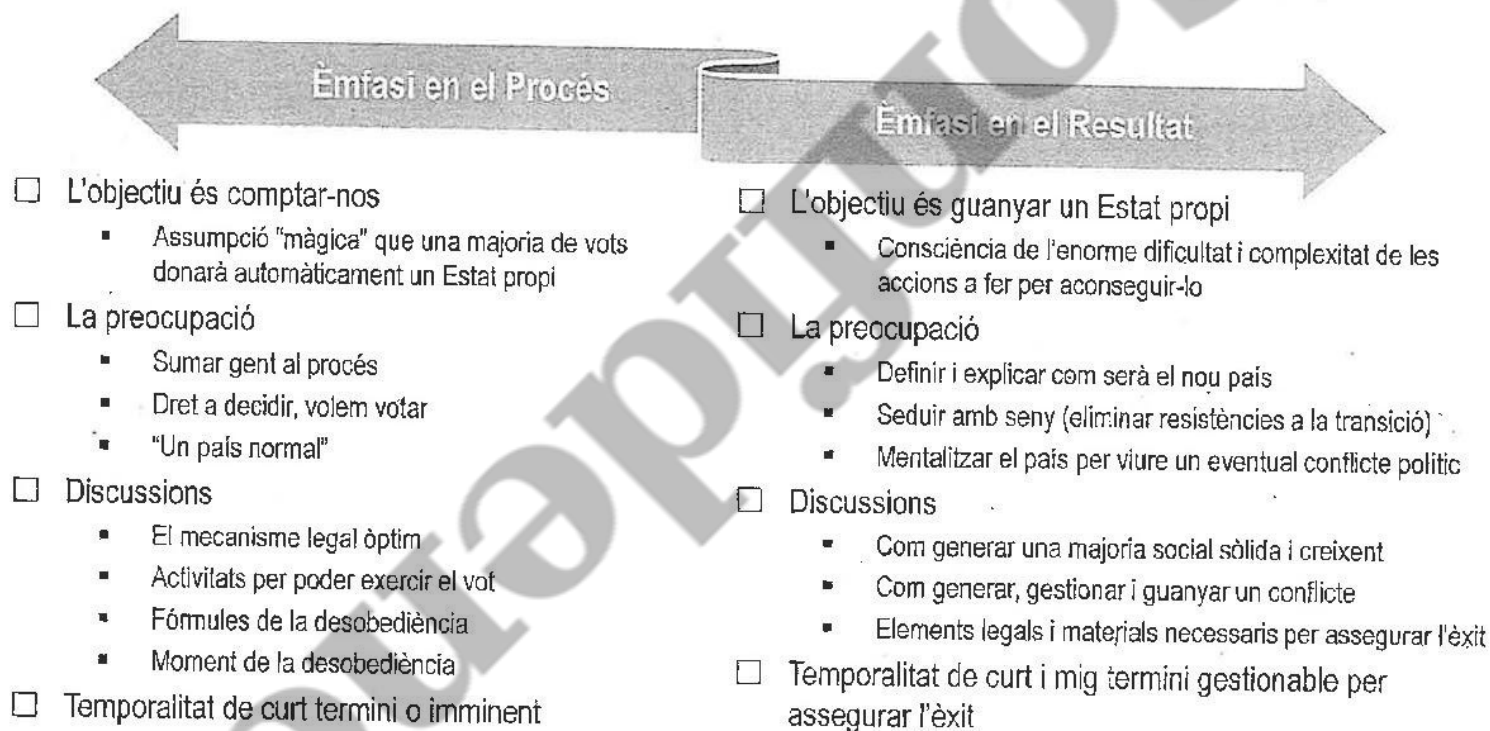 Èmfasi en el Procés
L'objectiu és comptar-nos
Assumpció "màgica" que una majoria de vots
donarà automàticament un Estat propi
La preocupació
Sumar gent al procés
Dret a decidir, volem votar
"Un país normal"
Discussions
El mecanisme legal òptim
Activitats per poder exercir el vot
Fórmules de la desobediència
Moment de la desobediència
Temporalitat de curt termini o imminent
Èmfasi en el Resultat
L'objectiu és guanyar un Estat propi
Consciència de l'enorme dificultat i complexitat de les
accions a fer per aconseguir-lo
La preocupació
Definir i explicar com serà el nou país
Seduir amb seny (eliminar resistències a la transició)
Mentalitzar el país per viure un eventual conflicte polític
Discussions
Com generar una majoria social sòlida i creixent
Com generar, gestionar i guanyar un conflicte
Elements legals i materials necessaris per assegurar l'èxit
Temporalitat de curt i mig termini gestionable per
assegurar l'èxit